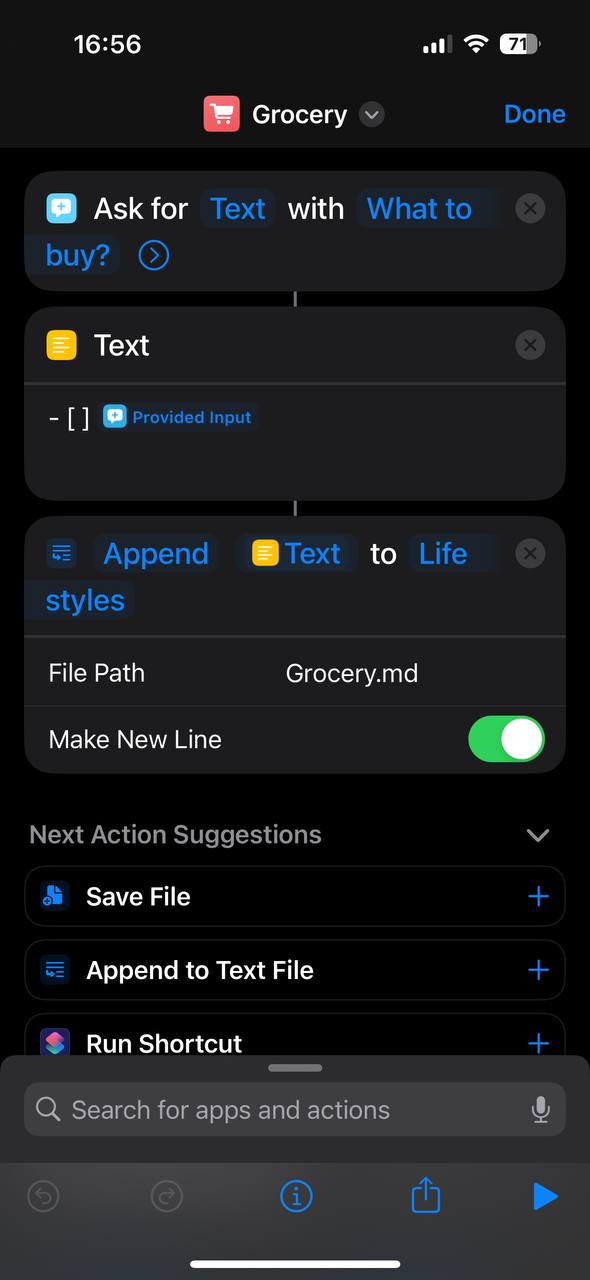 16:56
71
Grocery
Done
Ask for Text with What to
buy?
Text
- [ ] Provided Input
Append Text to Life
styles
File Path Grocery.md
Make New Line
Next Action Suggestions
Save File
Append to Text File
Run Shortcut
Search for apps and actions